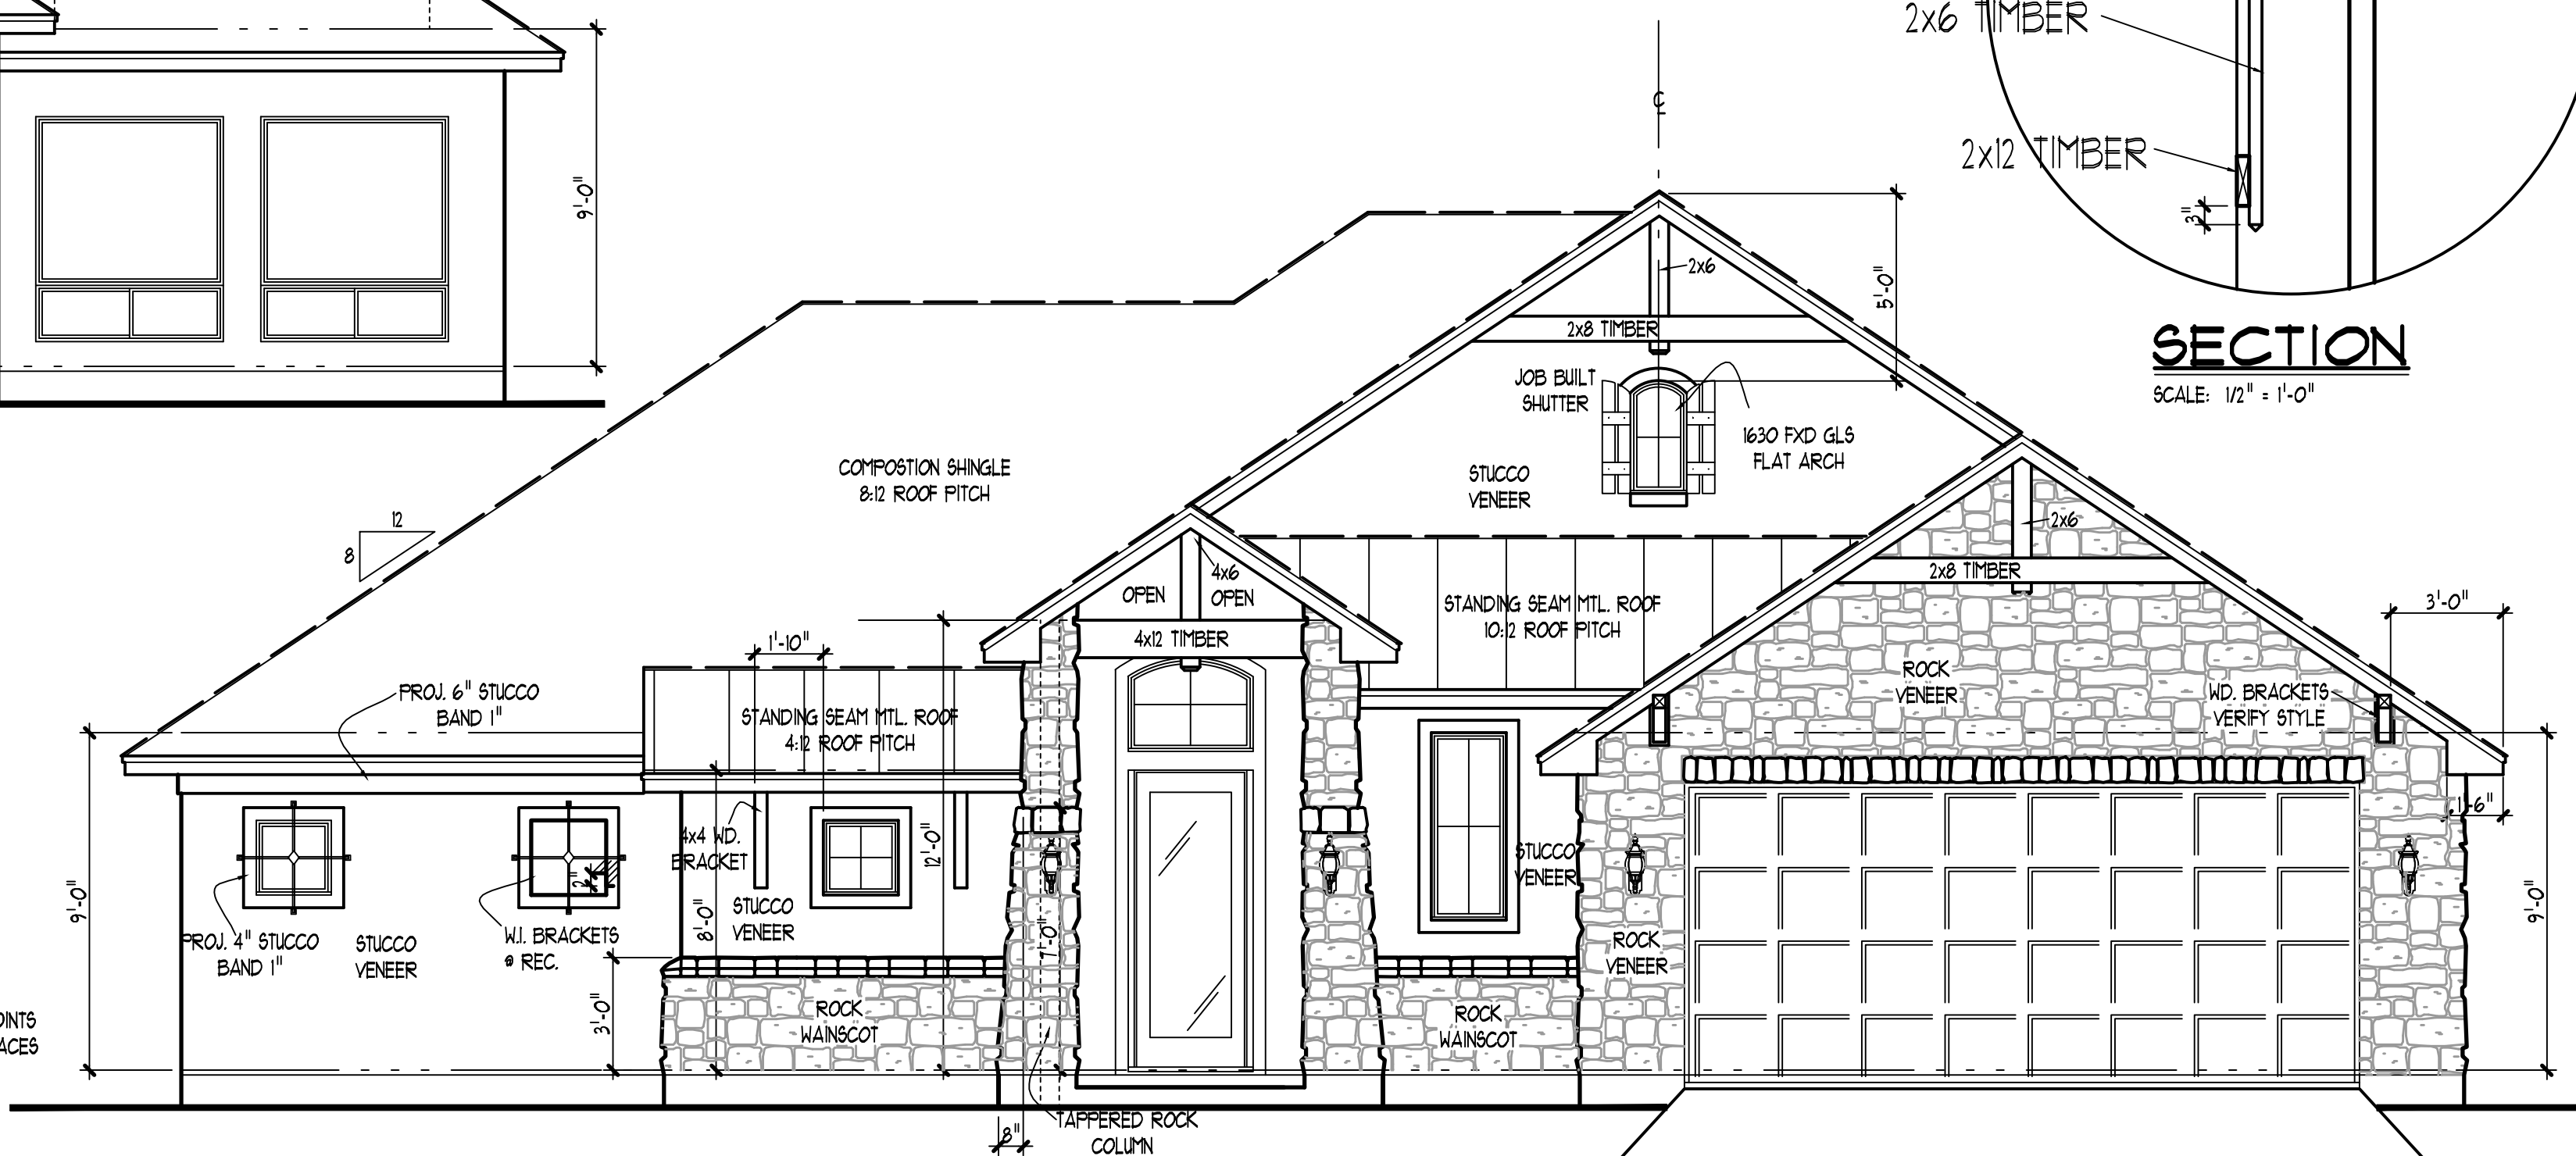 2x6 TIMBER
2x12 TIMBER
3"
SECTION
SCALE: 1/2" = 1'-0"
9'-0"
℄
2x6
5'-0"
2x8 TIMBER
JOB BUILT
SHUTTER
1630 FXD GLS
FLAT ARCH
STUCCO
VENEER
COMPOSTION SHINGLE
8:12 ROOF PITCH
12
8
2x6
2x8 TIMBER
4x6
OPEN
OPEN
4x12 TIMBER
STANDING SEAM MTL. ROOF
10:12 ROOF PITCH
3'-0"
1'-10"
PROJ. 6" STUCCO
BAND 1"
STANDING SEAM MTL. ROOF
4:12 ROOF PITCH
ROCK
VENEER
WD. BRACKETS
VERIFY STYLE
1'-6"
4x4 WD.
BRACKET
12'-0"
STUCCO
VENEER
9'-0"
2"
8'-0"
STUCCO
VENEER
7'-0"
9'-0"
PROJ. 4" STUCCO
BAND 1"
STUCCO
VENEER
W.I. BRACKETS
@ REC.
ROCK
VENEER
3'-0"
ROCK
WAINSCOT
ROCK
WAINSCOT
8"
TAPPERED ROCK
COLUMN